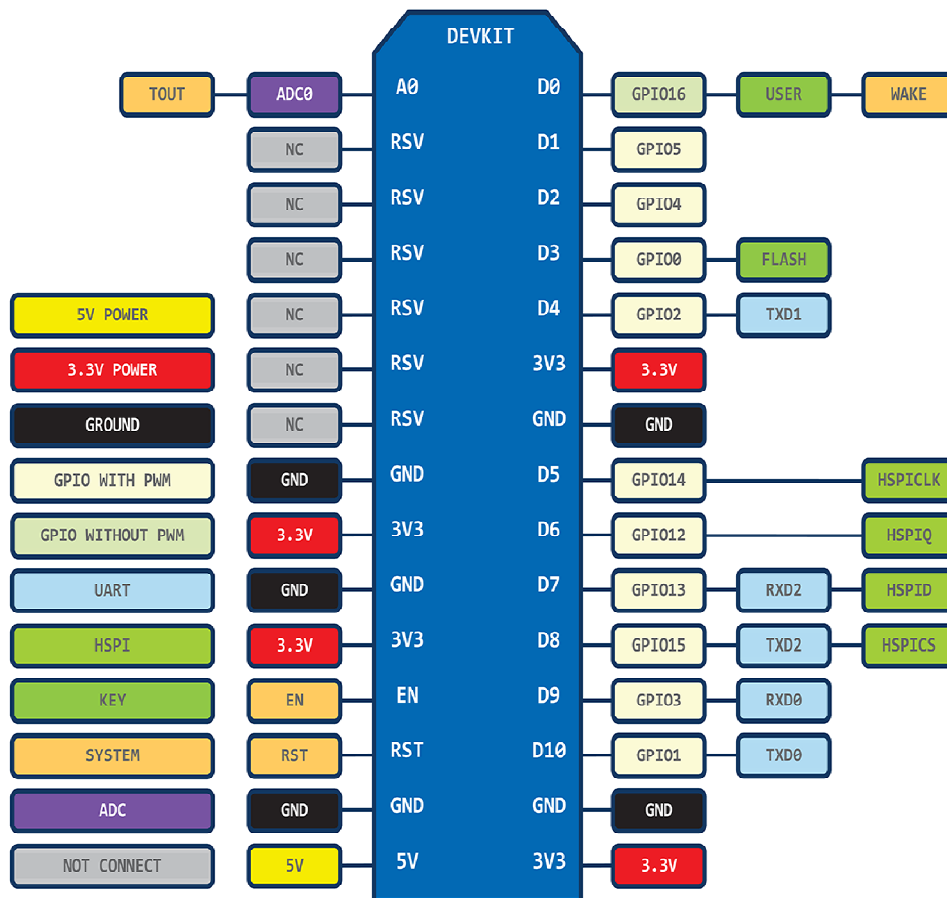 DEVKIT
TOUT ADC0 A0 D0 GPIO16 USER WAKE
NC RSV D1 GPIO5
NC RSV D2 GPIO4
NC RSV D3 GPIO0 FLASH
5V POWER NC RSV D4 GPIO2 TXD1
3.3V POWER NC RSV 3V3 3.3V
GROUND NC RSV GND GND
GPIO WITH PWM GND GND D5 GPIO14 HSPICLK
GPIO WITHOUT PWM 3.3V 3V3 D6 GPIO12 HSPIQ
UART GND GND D7 GPIO13 RXD2 HSPID
HSPI 3.3V 3V3 D8 GPIO15 TXD2 HSPICS
KEY EN EN D9 GPIO3 RXD0
SYSTEM RST RST D10 GPIO1 TXD0
ADC GND GND GND GND
NOT CONNECT 5V 5V 3V3 3.3V